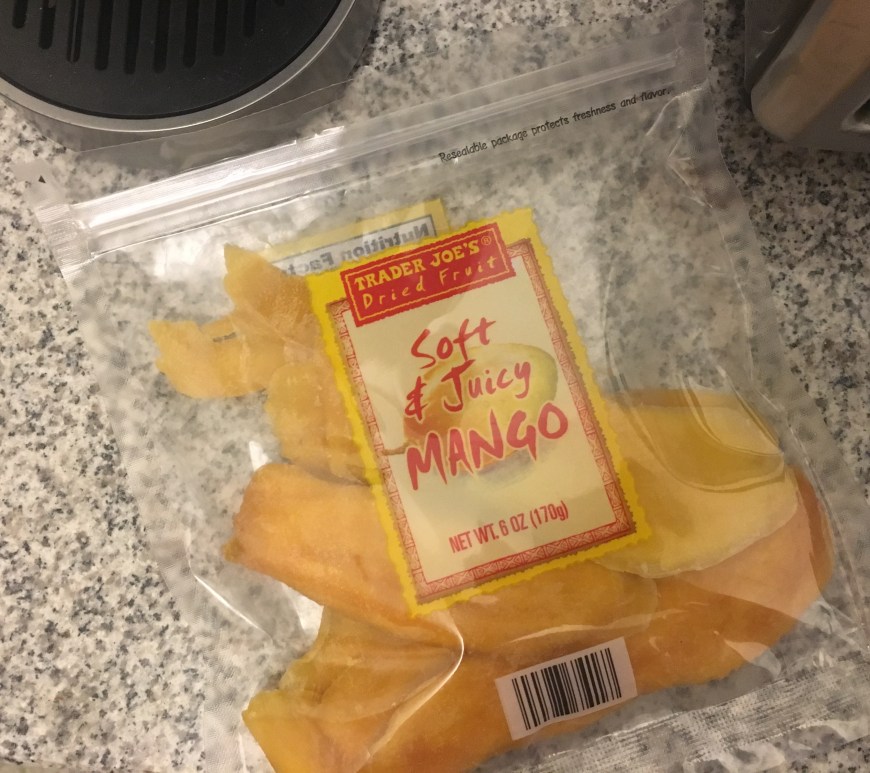 Resealable package protects freshness and flavor.
Nutrition Facts
TRADER JOE'S®
Dried Fruit
Soft
& Juicy
MANGO
NET WT. 6 OZ (170g)